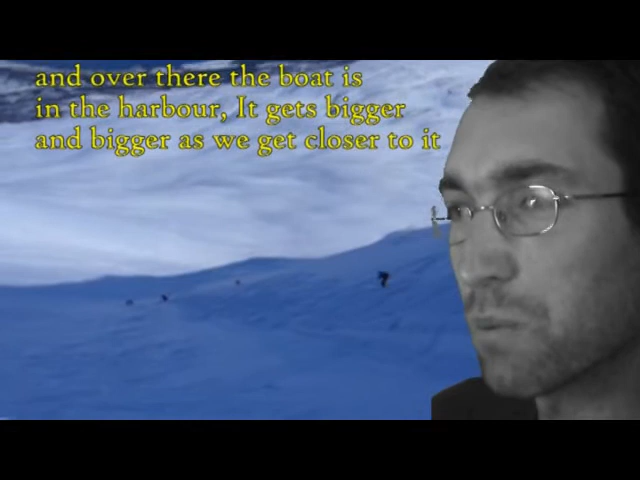 and over there the boat is
in the harbour, It gets bigger
and bigger as we get closer to it